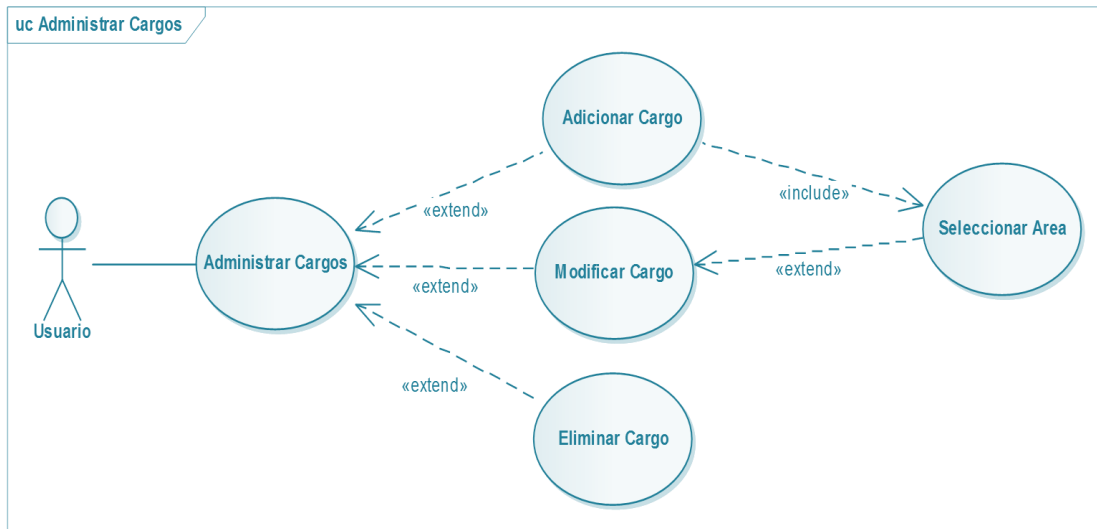 uc Administrar Cargos
Adicionar Cargo
«include»
«extend»
Seleccionar Area
Administrar Cargos
Modificar Cargo
«extend»
«extend»
Usuario
«extend»
Eliminar Cargo